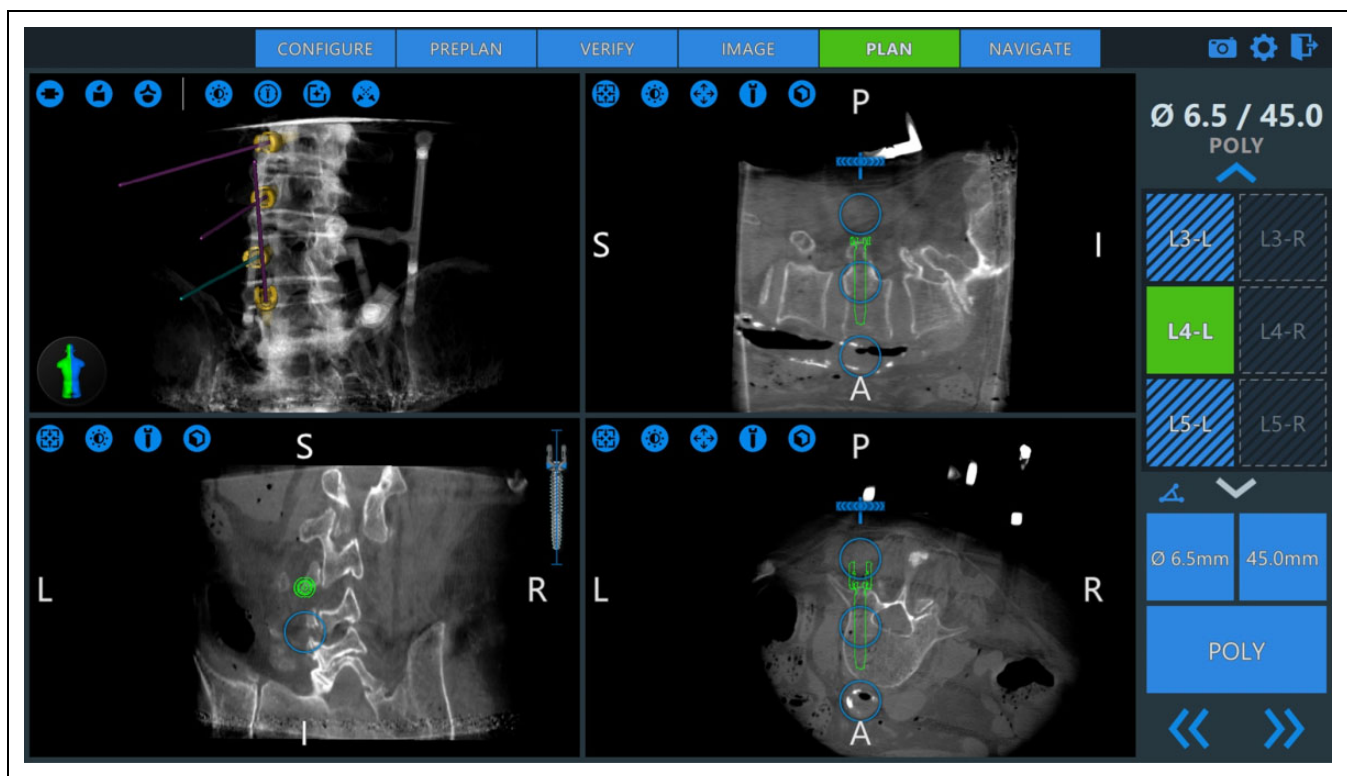 CONFIGURE PREPLAN VERIFY IMAGE PLAN NAVIGATE
Ø 6.5 / 45.0
POLY
P
S I
A
L3-L L3-R
L4-L L4-R
L5-L L5-R
S
L R
I
P
L R
A
Ø 6.5mm 45.0mm
POLY